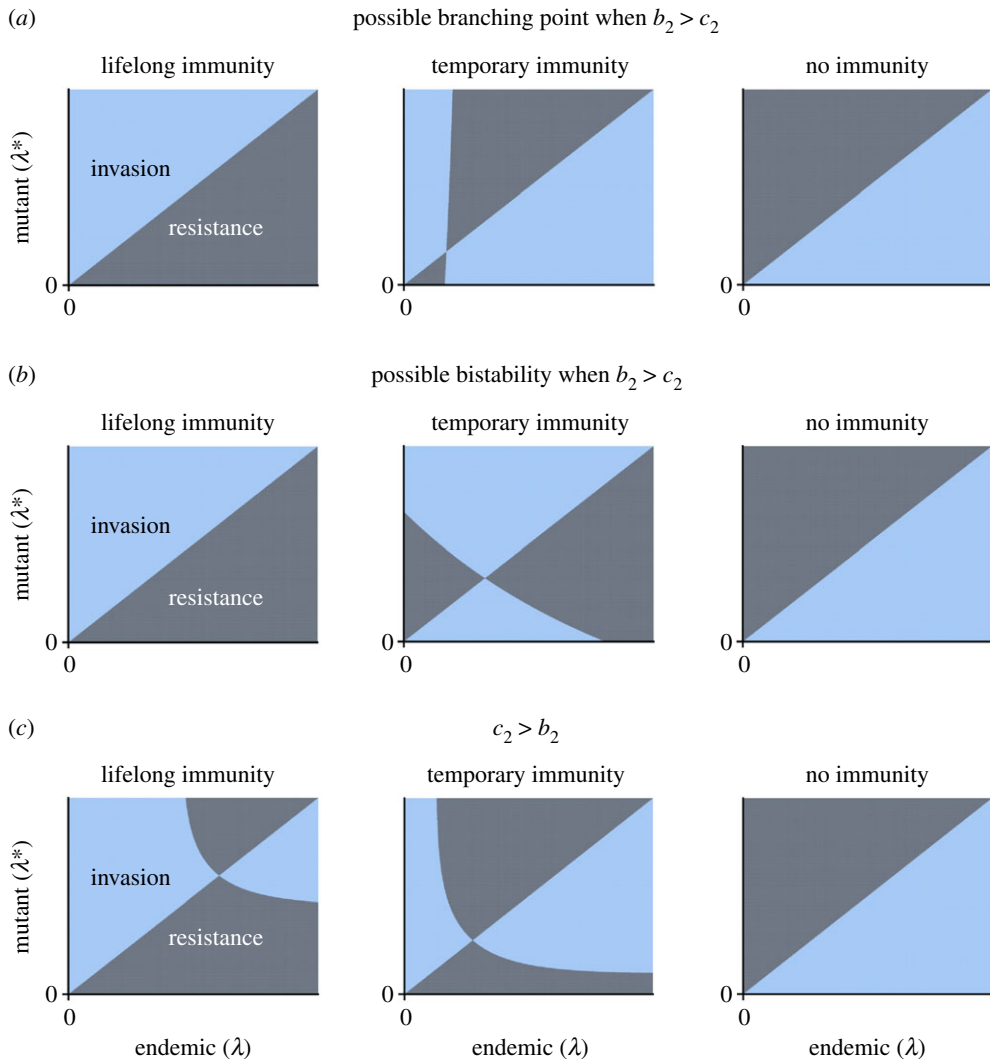 (a) possible branching point when b₂ > c₂
lifelong immunity temporary immunity no immunity
mutant (λ*)
invasion
resistance
0 0 0
0 0 0
(b) possible bistability when b₂ > c₂
lifelong immunity temporary immunity no immunity
mutant (λ*)
invasion
resistance
0 0 0
0 0 0
(c) c₂ > b₂
lifelong immunity temporary immunity no immunity
mutant (λ*)
invasion
resistance
0 0 0
0 0 0
endemic (λ) endemic (λ) endemic (λ)